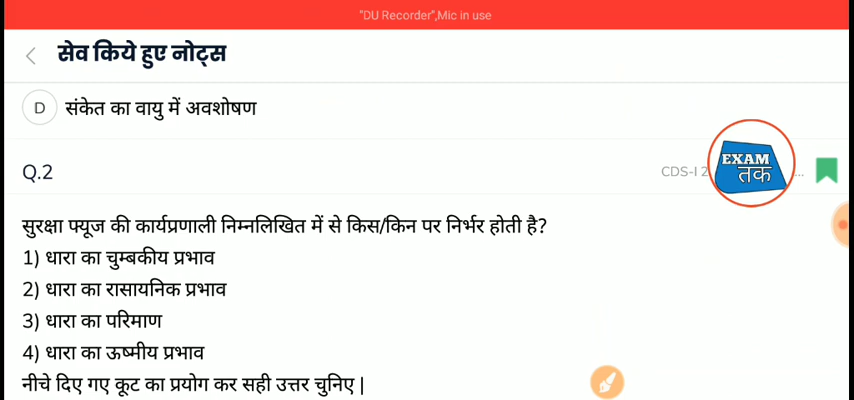 "DU Recorder",Mic in use
सेव किये हुए नोट्स
D संकेत का वायु में अवशोषण
Q.2
CDS-I 2
...
EXAM
तक
सुरक्षा फ्यूज की कार्यप्रणाली निम्नलिखित में से किस/किन पर निर्भर होती है?
1) धारा का चुम्बकीय प्रभाव
2) धारा का रासायनिक प्रभाव
3) धारा का परिमाण
4) धारा का ऊष्मीय प्रभाव
नीचे दिए गए कूट का प्रयोग कर सही उत्तर चुनिए |